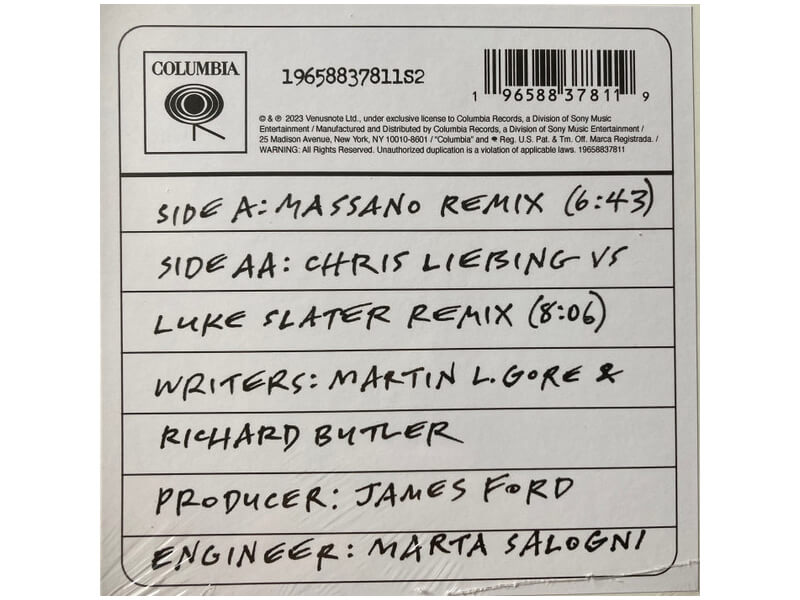 COLUMBIA
19658837811S2
1 96588 37811 9
© & ℗ 2023 Venusnote Ltd., under exclusive license to Columbia Records, a Division of Sony Music
Entertainment / Manufactured and Distributed by Columbia Records, a Division of Sony Music Entertainment /
25 Madison Avenue, New York, NY 10010-8601 / "Columbia" and Reg. U.S. Pat. & Tm. Off. Marca Registrada. /
WARNING: All Rights Reserved. Unauthorized duplication is a violation of applicable laws. 19658837811
SIDE A: MASSANO REMIX (6:43)
SIDE AA: CHRIS LIEBING VS
LUKE SLATER REMIX (8:06)
WRITERS: MARTIN L. GORE &
RICHARD BUTLER
PRODUCER: JAMES FORD
ENGINEER: MARTA SALOGNI